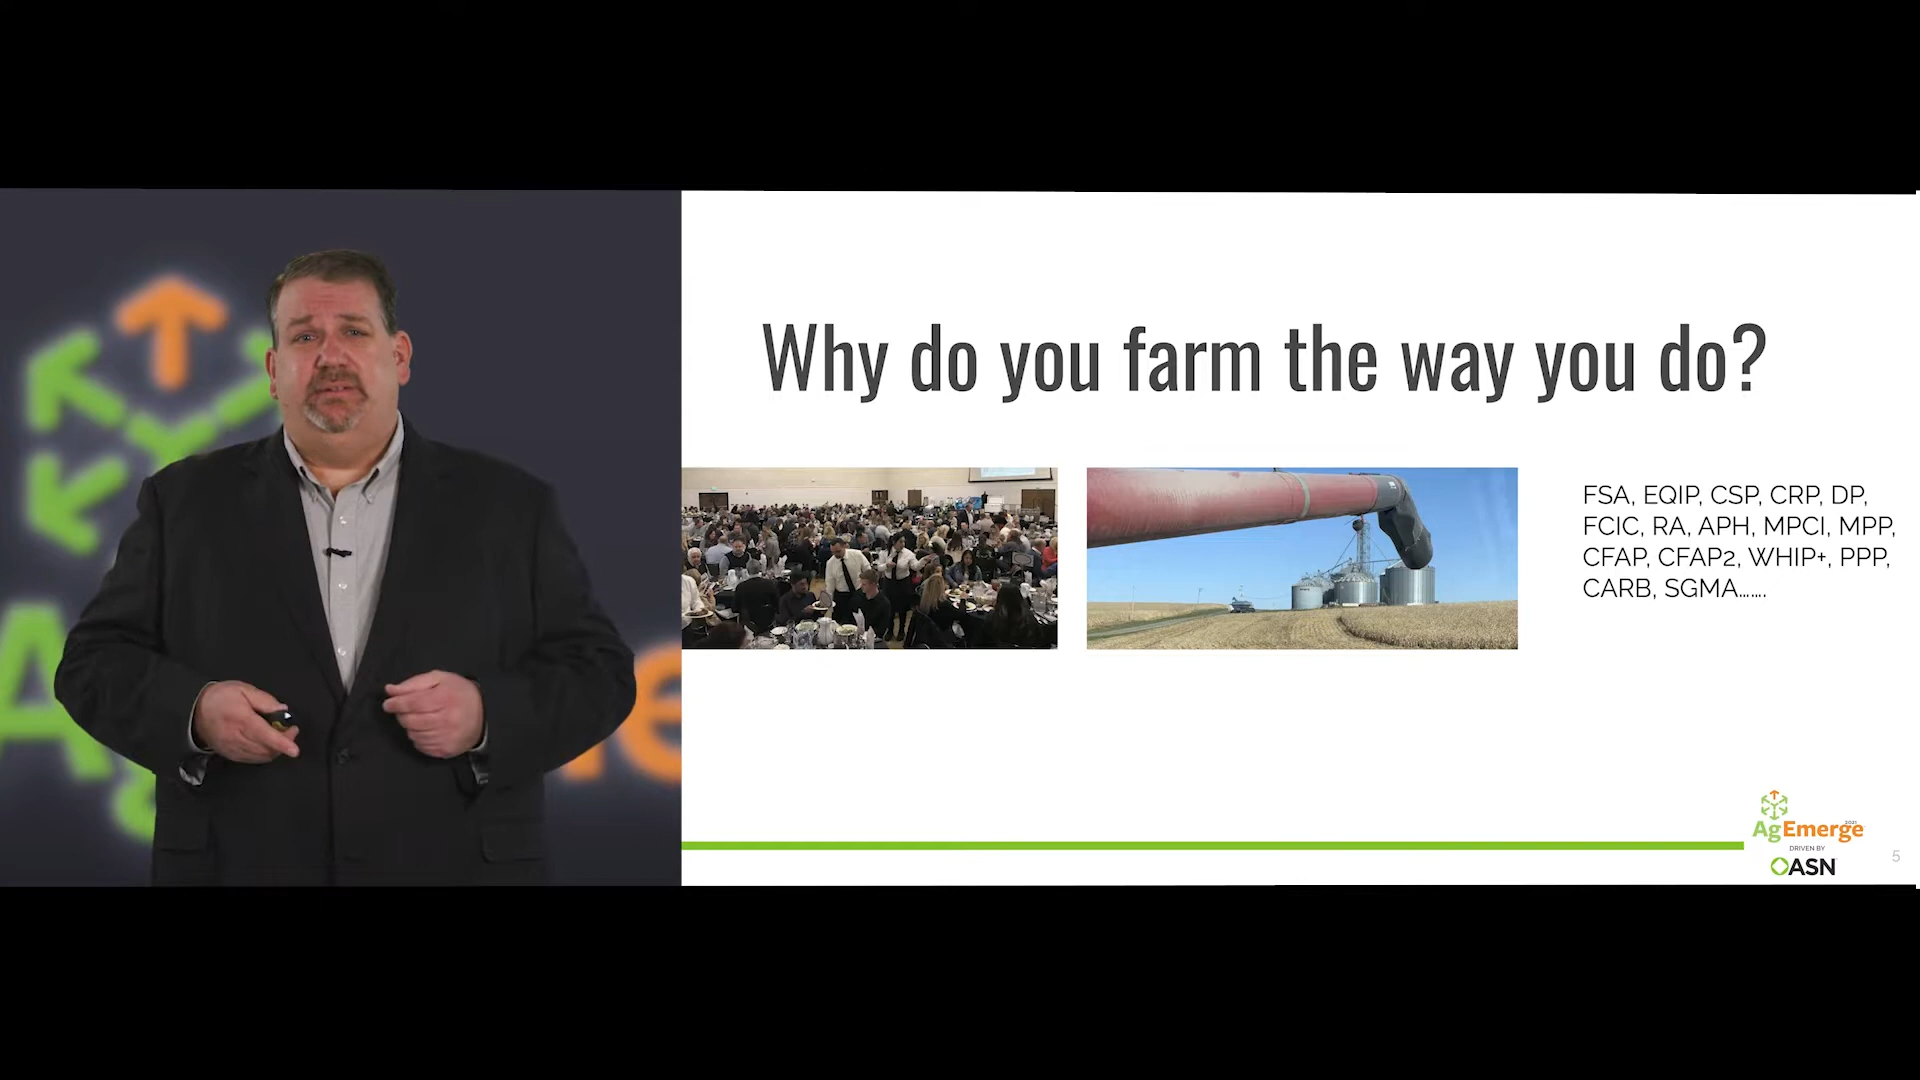 Why do you farm the way you do?
FSA, EQIP, CSP, CRP, DP,
FCIC, RA, APH, MPCI, MPP,
CFAP, CFAP2, WHIP+, PPP,
CARB, SGMA......
AgEmerge
2021
DRIVEN BY
ASN
5